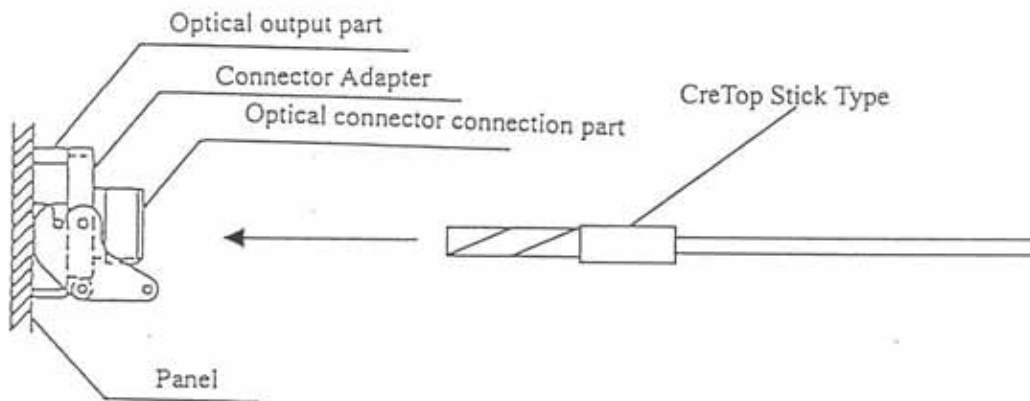 Optical output part
Connector Adapter
Optical connector connection part
CreTop Stick Type
Panel